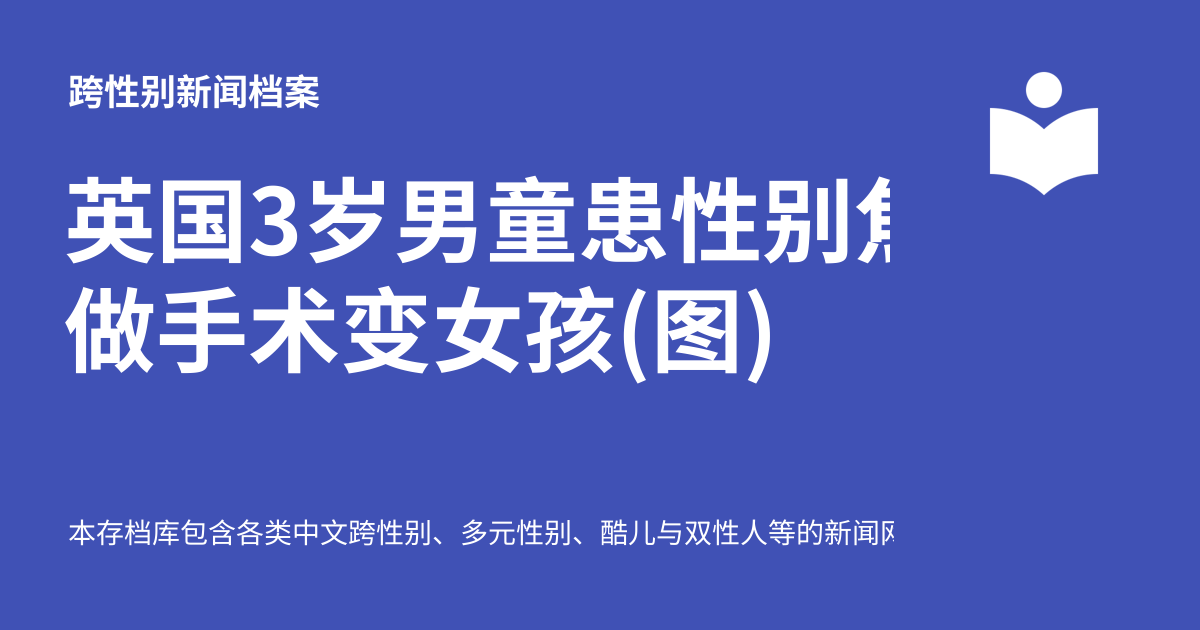 跨性别新闻档案
英国3岁男童患性别焦
做手术变女孩(图)
本存档库包含各类中文跨性别、多元性别、酷儿与双性人等的新闻网